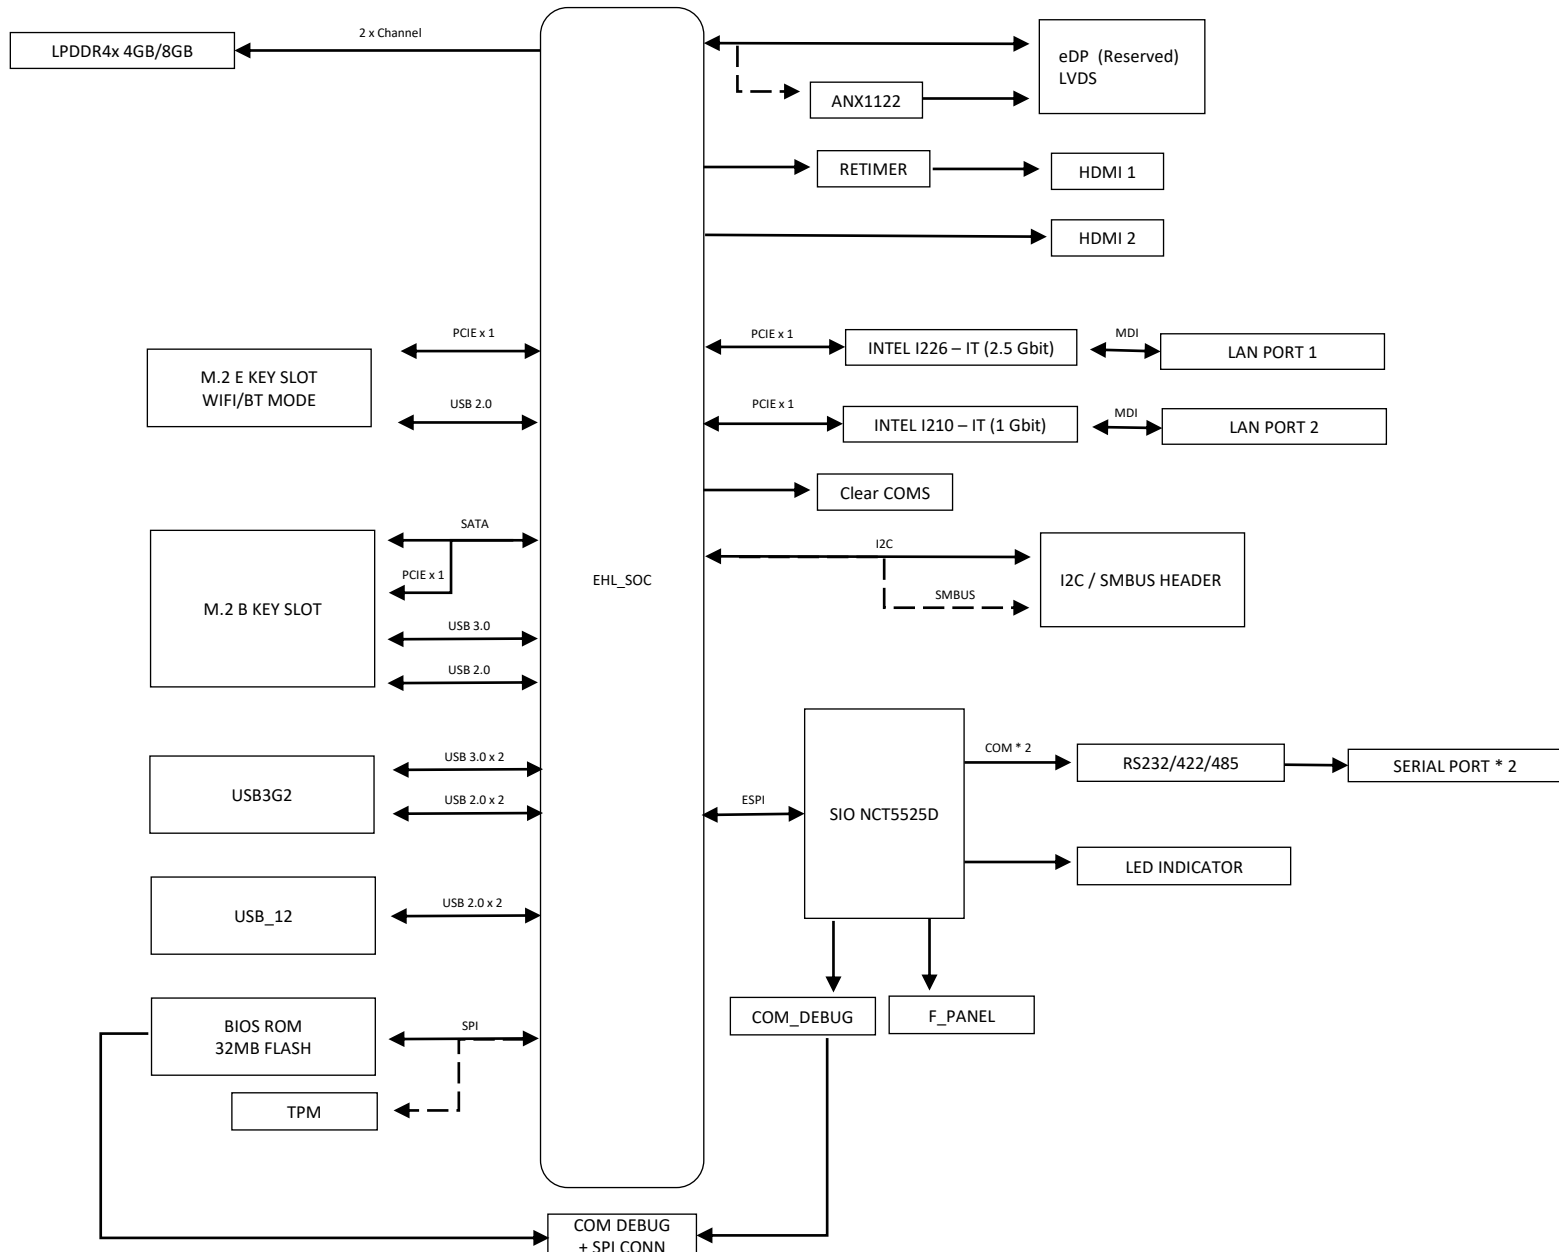 2 x Channel
LPDDR4x 4GB/8GB
eDP (Reserved)
LVDS
ANX1122
RETIMER
HDMI 1
HDMI 2
PCIE x 1
M.2 E KEY SLOT
WIFI/BT MODE
USB 2.0
PCIE x 1
INTEL I226 – IT (2.5 Gbit)
MDI
LAN PORT 1
PCIE x 1
INTEL I210 – IT (1 Gbit)
MDI
LAN PORT 2
Clear COMS
SATA
PCIE x 1
M.2 B KEY SLOT
USB 3.0
USB 2.0
EHL_SOC
I2C
SMBUS
I2C / SMBUS HEADER
USB 3.0 x 2
USB3G2
USB 2.0 x 2
ESPI
SIO NCT5525D
COM * 2
RS232/422/485
SERIAL PORT * 2
LED INDICATOR
USB_12
USB 2.0 x 2
COM_DEBUG
F_PANEL
BIOS ROM
32MB FLASH
SPI
TPM
COM DEBUG
+ SPI CONN